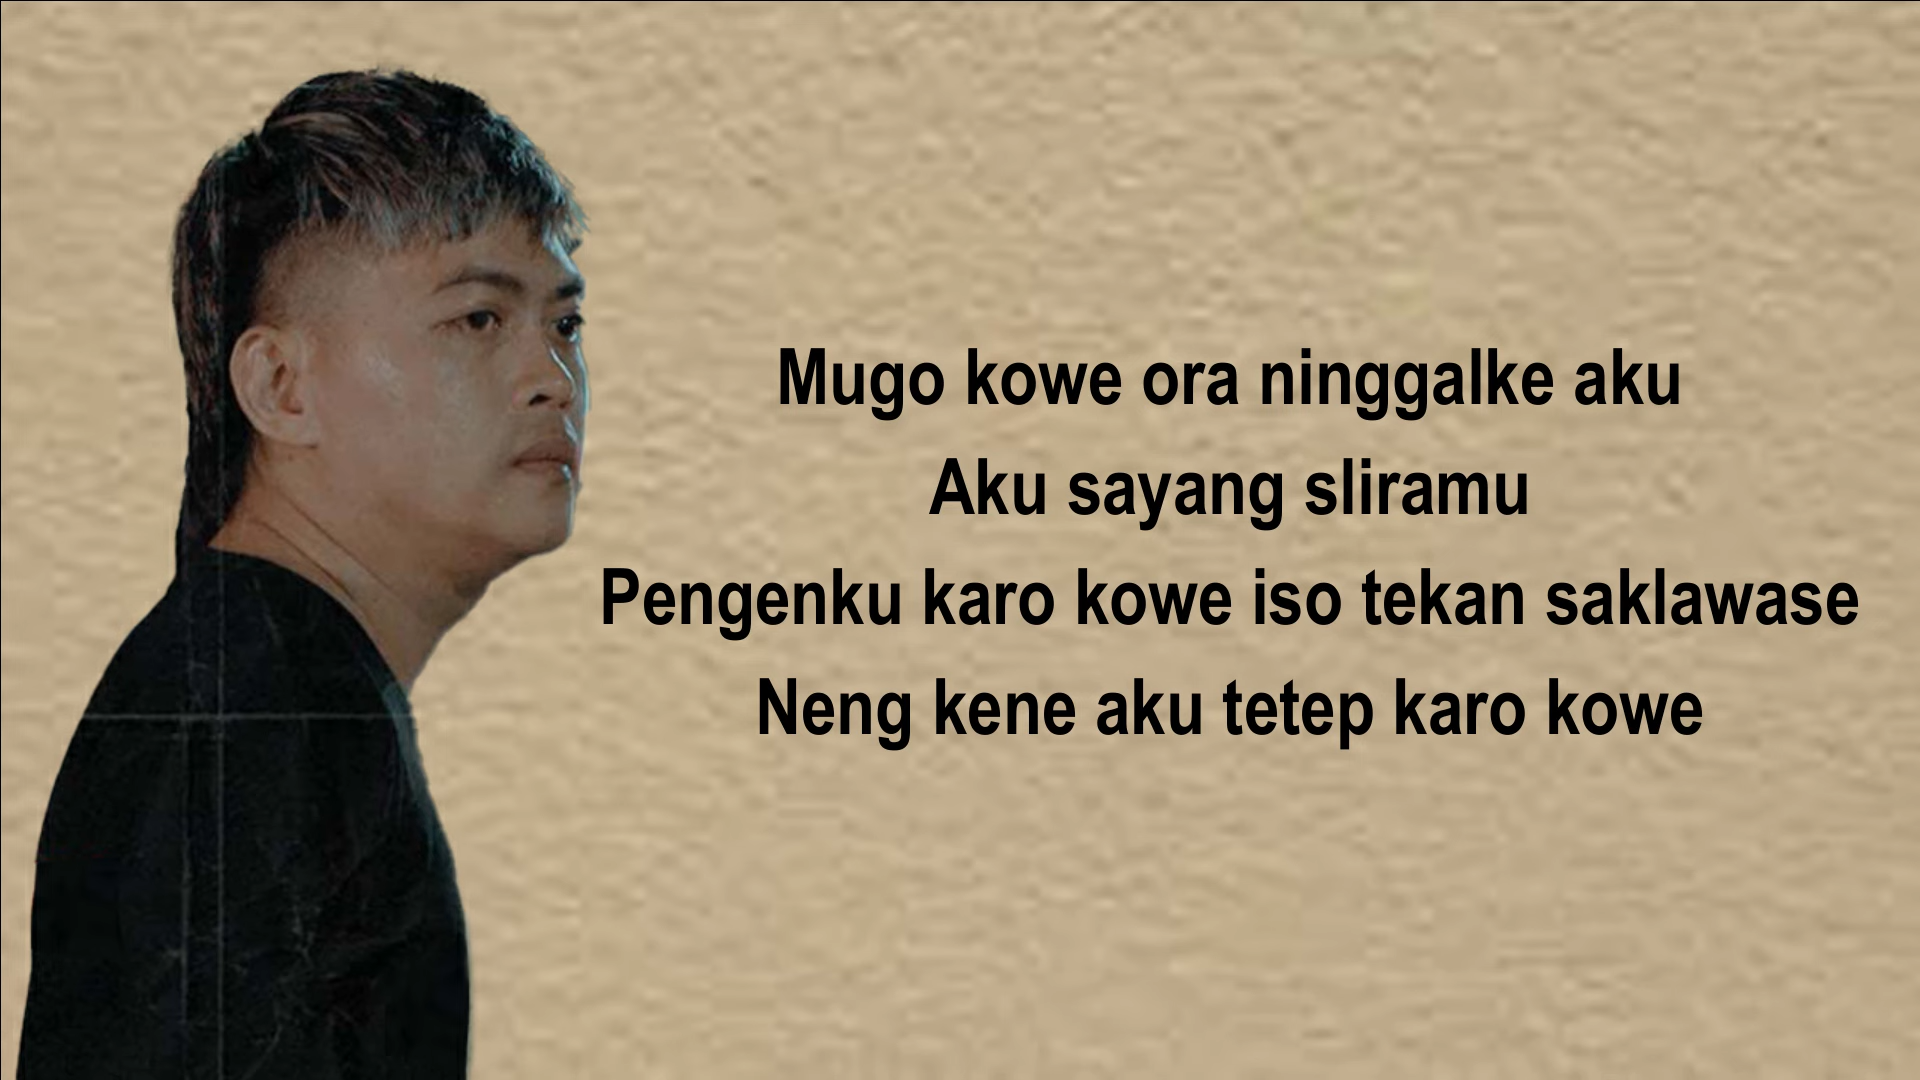 Mugo kowe ora ninggalke aku
Aku sayang sliramu
Pengenku karo kowe iso tekan saklawase
Neng kene aku tetep karo kowe